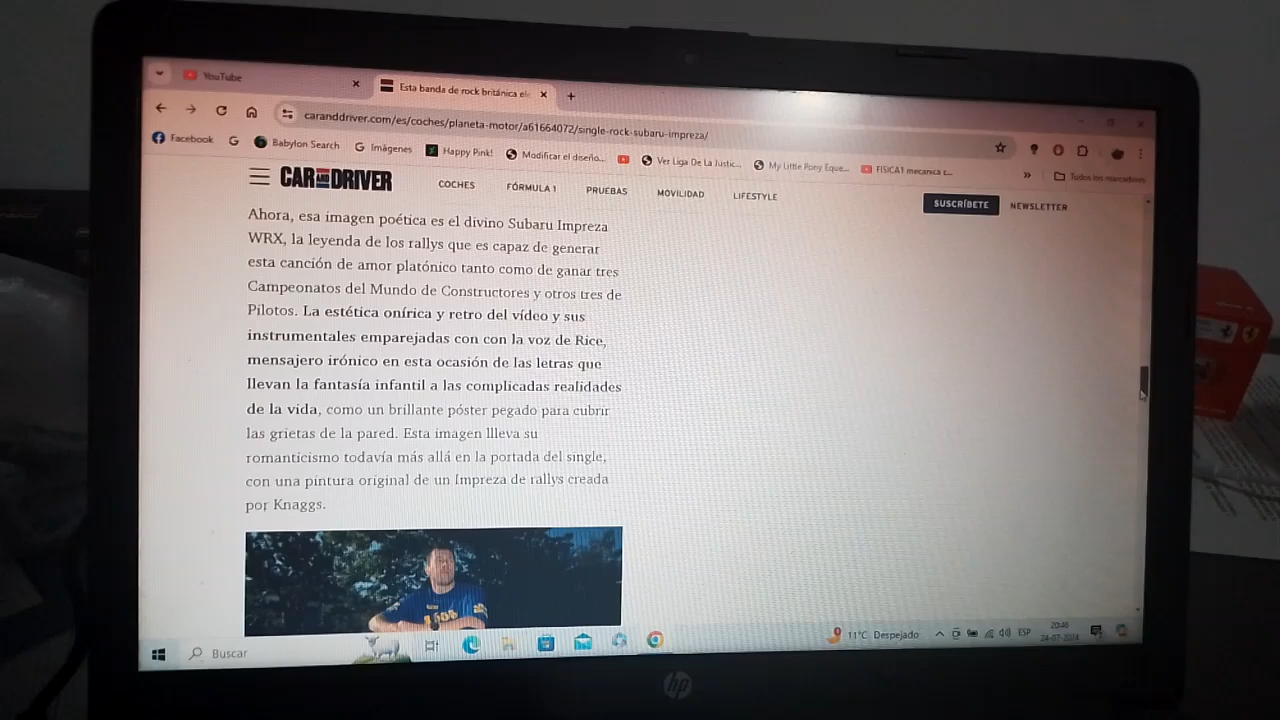 YouTube
Esta banda de rock británica ele
caranddriver.com/es/coches/planeta-motor/a61664072/single-rock-subaru-impreza/
Facebook
G
Babylon Search
Imágenes
Happy Pink!
Modificar el diseño...
Ver Liga De La Justic...
My Little Pony Eque...
FISICA1 mecanica c...
»
Todos los marcadores
CAR AND DRIVER
COCHES
FÓRMULA 1
PRUEBAS
MOVILIDAD
LIFESTYLE
SUSCRÍBETE
NEWSLETTER
Ahora, esa imagen poética es el divino Subaru Impreza
WRX, la leyenda de los rallys que es capaz de generar
esta canción de amor platónico tanto como de ganar tres
Campeonatos del Mundo de Constructores y otros tres de
Pilotos. La estética onírica y retro del vídeo y sus
instrumentales emparejadas con con la voz de Rice,
mensajero irónico en esta ocasión de las letras que
llevan la fantasía infantil a las complicadas realidades
de la vida, como un brillante póster pegado para cubrir
las grietas de la pared. Esta imagen llleva su
romanticismo todavía más allá en la portada del single,
con una pintura original de un Impreza de rallys creada
por Knaggs.
Buscar
11°C Despejado
ESP
20:46
24-07-2024
hp